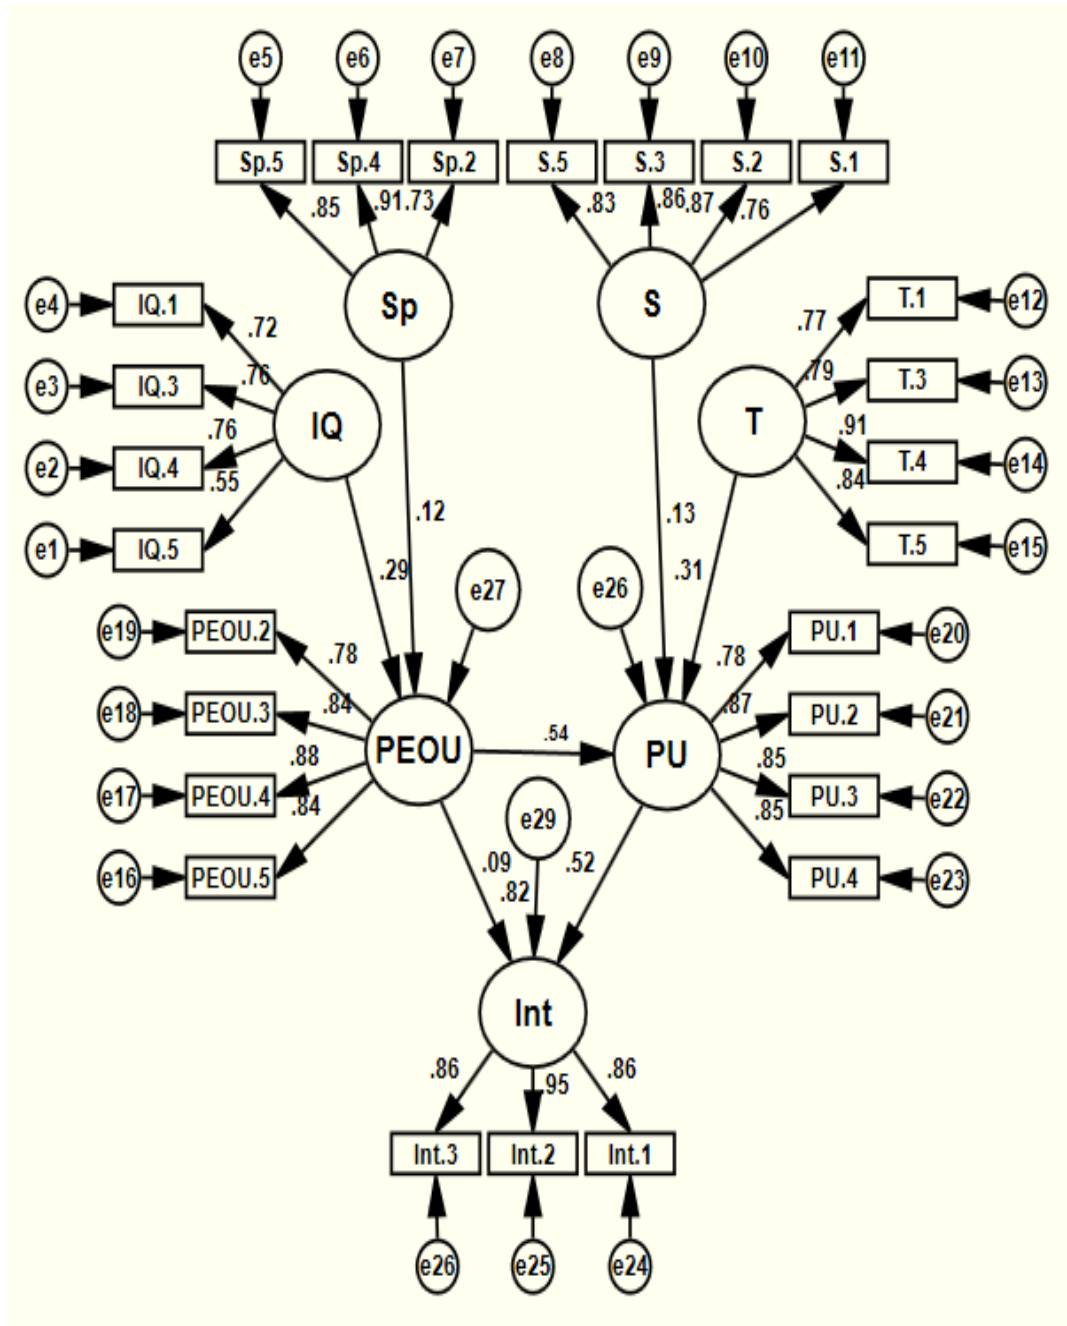 e5 e6 e7 e8 e9 e10 e11
Sp.5 Sp.4 Sp.2 S.5 S.3 S.2 S.1
.85 .91 .73 .83 .86 .87 .76
Sp S
e4 IQ.1 T.1 e12
.72 .77
e3 IQ.3 .76 .79 T.3 e13
IQ T
.76 .91
e2 IQ.4 T.4 e14
.55 .84
e1 IQ.5 T.5 e15
.12 .13
.29 .31
e27 e26
e19 PEOU.2 PU.1 e20
.78 .78
e18 PEOU.3 .84 .87 PU.2 e21
PEOU .54 PU
.88 .85
e17 PEOU.4 PU.3 e22
.84 .85
e29
e16 PEOU.5 PU.4 e23
.09 .82 .52
Int
.86 .95 .86
Int.3 Int.2 Int.1
e26 e25 e24